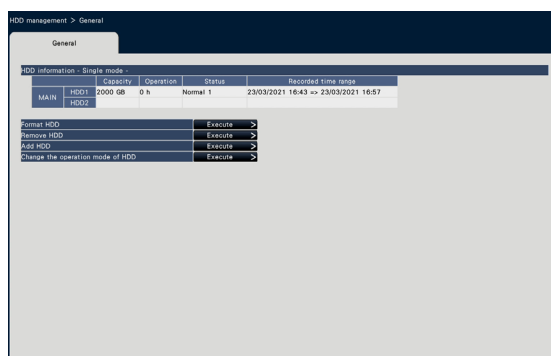 HDD management > General
General
HDD information - Single mode -
Capacity Operation Status Recorded time range
MAIN HDD1 2000 GB 0 h Normal 1 23/03/2021 16:43 => 23/03/2021 16:57
HDD2
Format HDD Execute >
Remove HDD Execute >
Add HDD Execute >
Change the operation mode of HDD Execute >